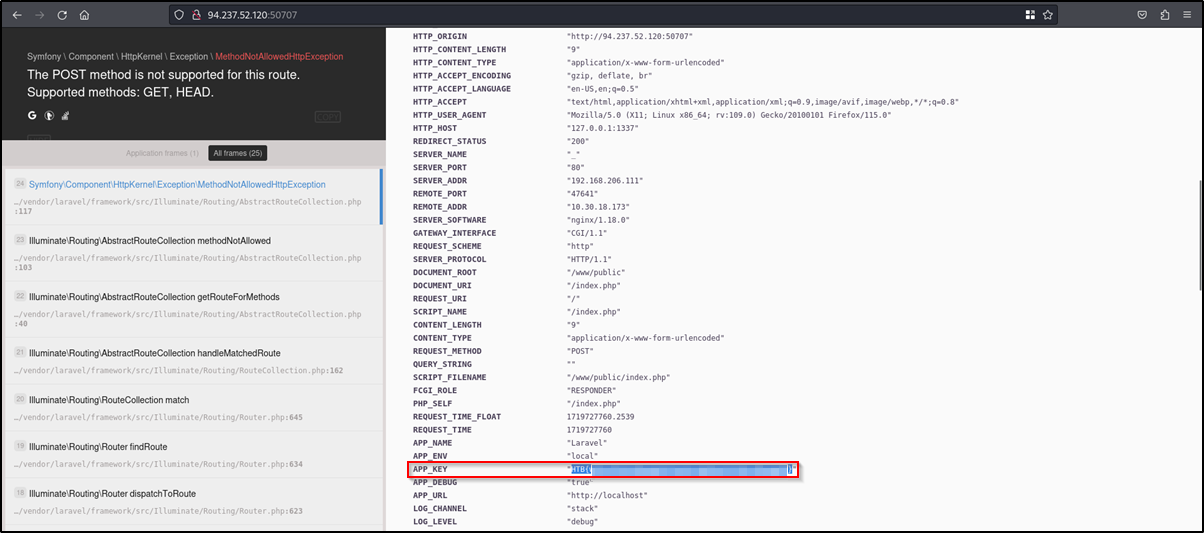 94.237.52.120:50707
Symfony \ Component \ HttpKernel \ Exception \ MethodNotAllowedHttpException
The POST method is not supported for this route.
Supported methods: GET, HEAD.
COPY
Application frames (1) All frames (25)
24 Symfony\Component\HttpKernel\Exception\MethodNotAllowedHttpException
…/vendor/laravel/framework/src/Illuminate/Routing/AbstractRouteCollection.php
:117
23 Illuminate\Routing\AbstractRouteCollection methodNotAllowed
…/vendor/laravel/framework/src/Illuminate/Routing/AbstractRouteCollection.php
:103
22 Illuminate\Routing\AbstractRouteCollection getRouteForMethods
…/vendor/laravel/framework/src/Illuminate/Routing/AbstractRouteCollection.php
:40
21 Illuminate\Routing\AbstractRouteCollection handleMatchedRoute
…/vendor/laravel/framework/src/Illuminate/Routing/RouteCollection.php:162
20 Illuminate\Routing\RouteCollection match
…/vendor/laravel/framework/src/Illuminate/Routing/Router.php:645
19 Illuminate\Routing\Router findRoute
…/vendor/laravel/framework/src/Illuminate/Routing/Router.php:634
18 Illuminate\Routing\Router dispatchToRoute
…/vendor/laravel/framework/src/Illuminate/Routing/Router.php:623
HTTP_ORIGIN "http://94.237.52.120:50707"
HTTP_CONTENT_LENGTH "9"
HTTP_CONTENT_TYPE "application/x-www-form-urlencoded"
HTTP_ACCEPT_ENCODING "gzip, deflate, br"
HTTP_ACCEPT_LANGUAGE "en-US,en;q=0.5"
HTTP_ACCEPT "text/html,application/xhtml+xml,application/xml;q=0.9,image/avif,image/webp,*/*;q=0.8"
HTTP_USER_AGENT "Mozilla/5.0 (X11; Linux x86_64; rv:109.0) Gecko/20100101 Firefox/115.0"
HTTP_HOST "127.0.0.1:1337"
REDIRECT_STATUS "200"
SERVER_NAME "_"
SERVER_PORT "80"
SERVER_ADDR "192.168.206.111"
REMOTE_PORT "47641"
REMOTE_ADDR "10.30.18.173"
SERVER_SOFTWARE "nginx/1.18.0"
GATEWAY_INTERFACE "CGI/1.1"
REQUEST_SCHEME "http"
SERVER_PROTOCOL "HTTP/1.1"
DOCUMENT_ROOT "/www/public"
DOCUMENT_URI "/index.php"
REQUEST_URI "/"
SCRIPT_NAME "/index.php"
CONTENT_LENGTH "9"
CONTENT_TYPE "application/x-www-form-urlencoded"
REQUEST_METHOD "POST"
QUERY_STRING ""
SCRIPT_FILENAME "/www/public/index.php"
FCGI_ROLE "RESPONDER"
PHP_SELF "/index.php"
REQUEST_TIME_FLOAT 1719727760.2539
REQUEST_TIME 1719727760
APP_NAME "Laravel"
APP_ENV "local"
APP_KEY "HTB{ }"
APP_DEBUG "true"
APP_URL "http://localhost"
LOG_CHANNEL "stack"
LOG_LEVEL "debug"